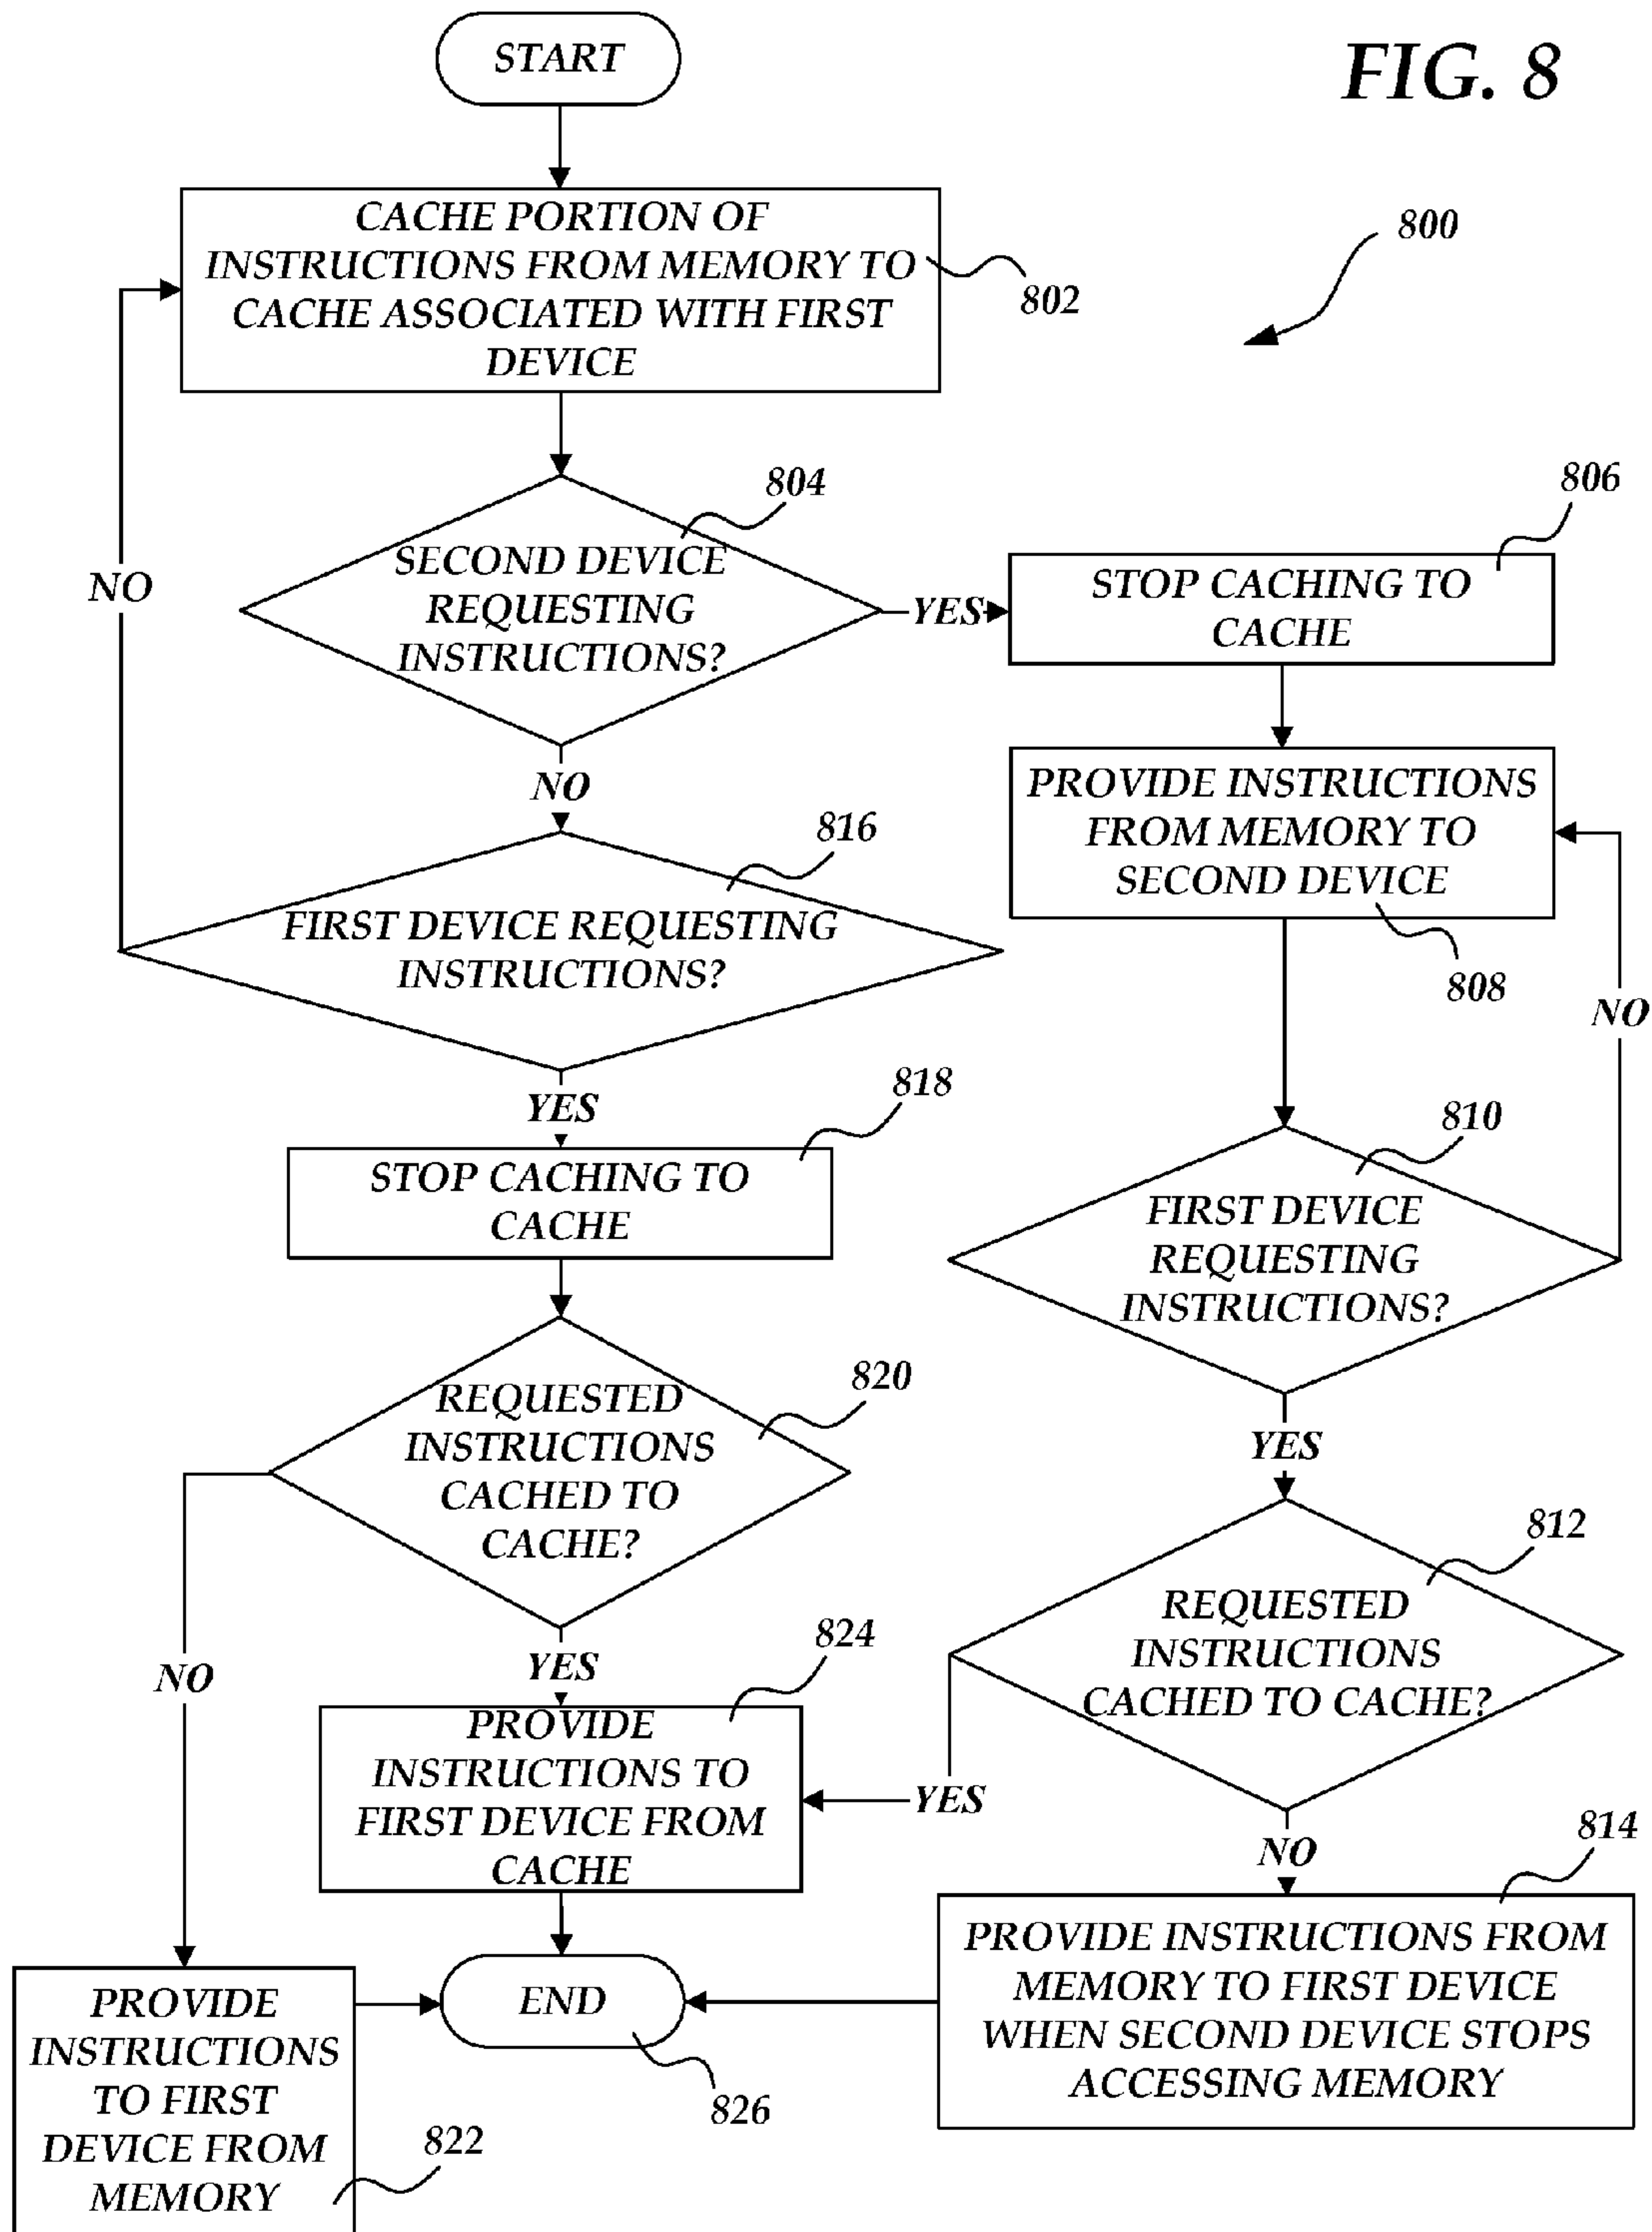 START
FIG. 8
CACHE PORTION OF
INSTRUCTIONS FROM MEMORY TO
CACHE ASSOCIATED WITH FIRST
DEVICE
802
800
804
SECOND DEVICE
REQUESTING
INSTRUCTIONS?
NO
YES
806
STOP CACHING TO
CACHE
NO
PROVIDE INSTRUCTIONS
FROM MEMORY TO
SECOND DEVICE
808
816
FIRST DEVICE REQUESTING
INSTRUCTIONS?
NO
YES
818
STOP CACHING TO
CACHE
810
FIRST DEVICE
REQUESTING
INSTRUCTIONS?
820
REQUESTED
INSTRUCTIONS
CACHED TO
CACHE?
YES
812
REQUESTED
INSTRUCTIONS
CACHED TO CACHE?
NO
YES
824
PROVIDE
INSTRUCTIONS TO
FIRST DEVICE FROM
CACHE
YES
NO
814
PROVIDE INSTRUCTIONS FROM
MEMORY TO FIRST DEVICE
WHEN SECOND DEVICE STOPS
ACCESSING MEMORY
END
826
PROVIDE
INSTRUCTIONS
TO FIRST
DEVICE FROM
MEMORY
822